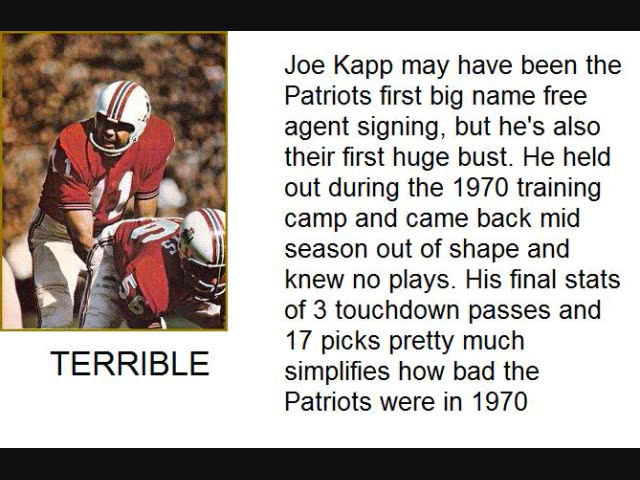 Joe Kapp may have been the
Patriots first big name free
agent signing, but he's also
their first huge bust. He held
out during the 1970 training
camp and came back mid
season out of shape and
knew no plays. His final stats
of 3 touchdown passes and
17 picks pretty much
simplifies how bad the
Patriots were in 1970
TERRIBLE
11
56